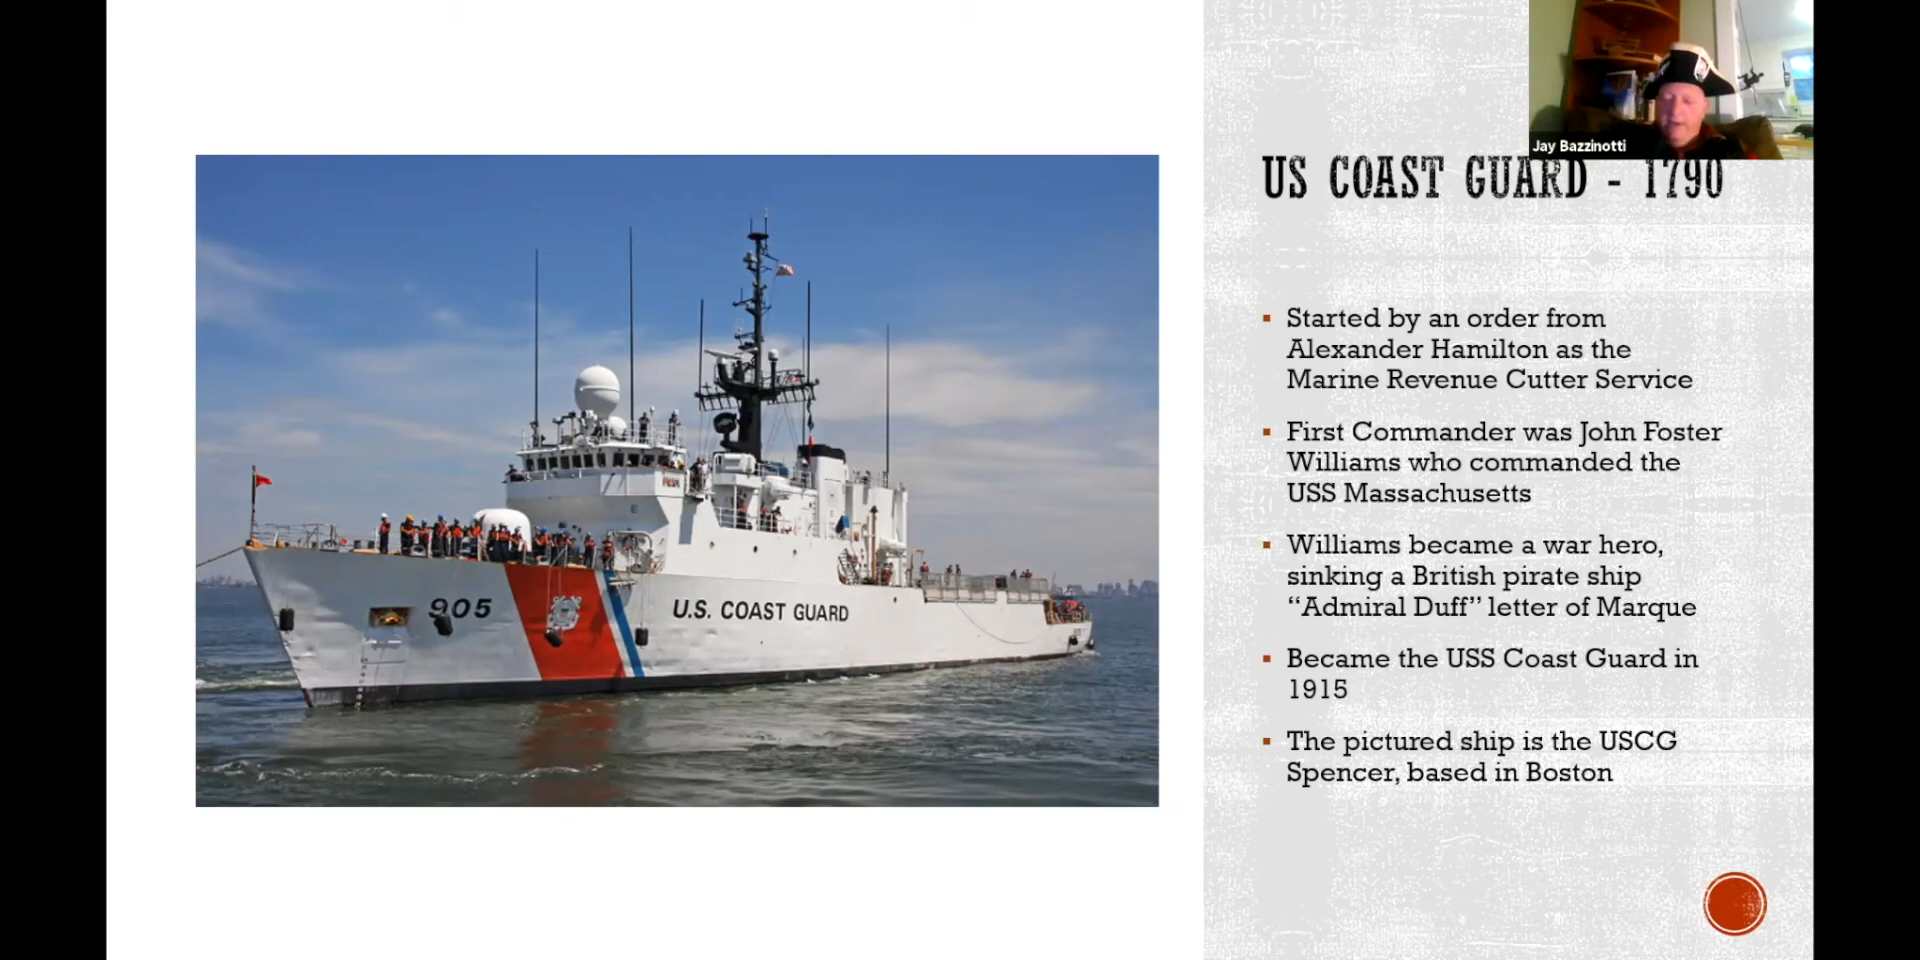 Jay Bazzinotti
US COAST GUARD - 1790
Started by an order from
Alexander Hamilton as the
Marine Revenue Cutter Service
First Commander was John Foster
Williams who commanded the
USS Massachusetts
Williams became a war hero,
sinking a British pirate ship
“Admiral Duff” letter of Marque
Became the USS Coast Guard in
1915
The pictured ship is the USCG
Spencer, based in Boston
905
U.S. COAST GUARD
E